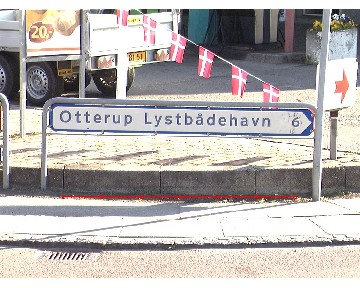 20,-
Otterup Lystbådehavn 6